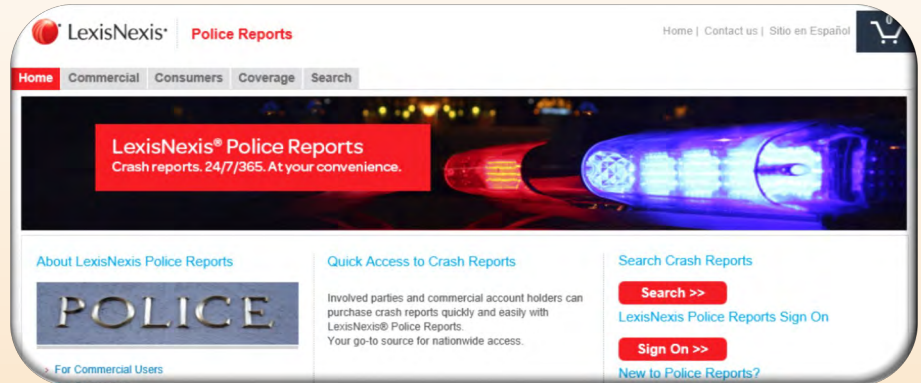 LexisNexis® Police Reports
Home | Contact us | Sitio en Español
0
Home Commercial Consumers Coverage Search
LexisNexis® Police Reports
Crash reports. 24/7/365. At your convenience.
About LexisNexis Police Reports
POLICE
> For Commercial Users
Quick Access to Crash Reports
Involved parties and commercial account holders can
purchase crash reports quickly and easily with
LexisNexis® Police Reports.
Your go-to source for nationwide access.
Search Crash Reports
Search >>
LexisNexis Police Reports Sign On
Sign On >>
New to Police Reports?